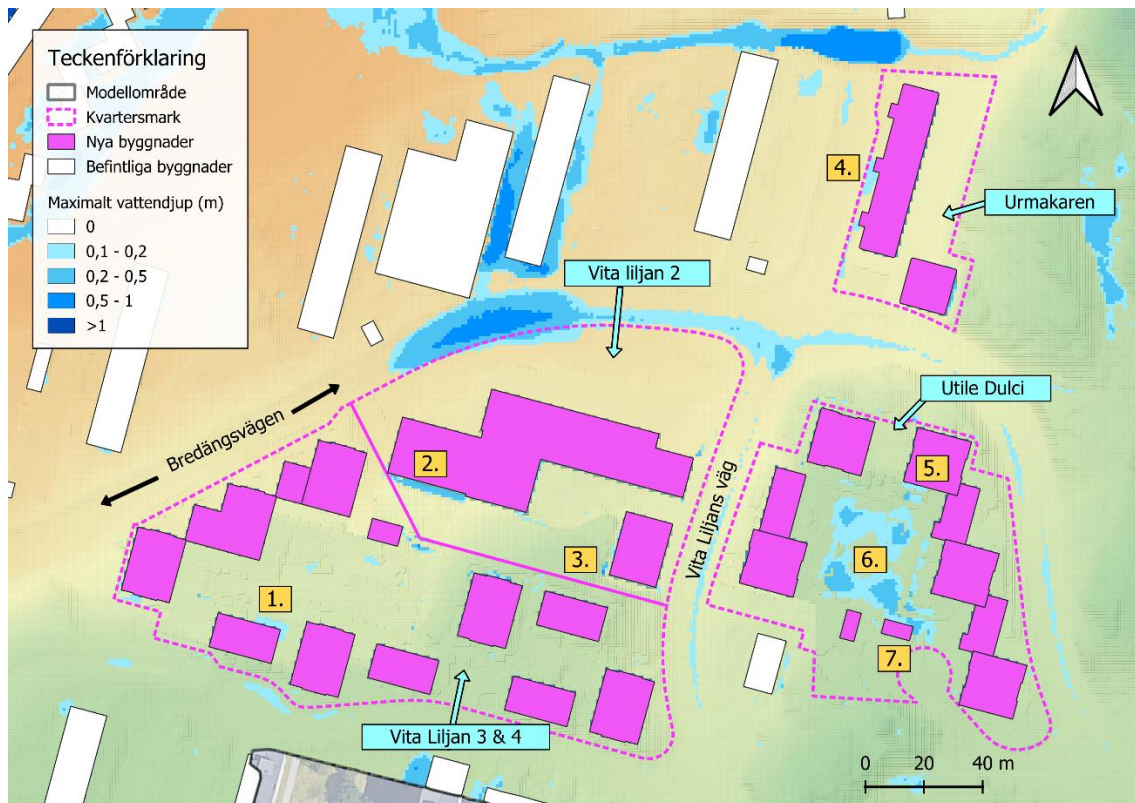 Teckenförklaring
Modellområde
Kvartersmark
Nya byggnader
Befintliga byggnader
Maximalt vattendjup (m)
0
0,1 - 0,2
0,2 - 0,5
0,5 - 1
>1
4.
Urmakaren
Vita liljan 2
Utile Dulci
Bredängsvägen
2.
5.
Vita Liljans väg
3.
6.
1.
7.
Vita Liljan 3 & 4
0 20 40 m